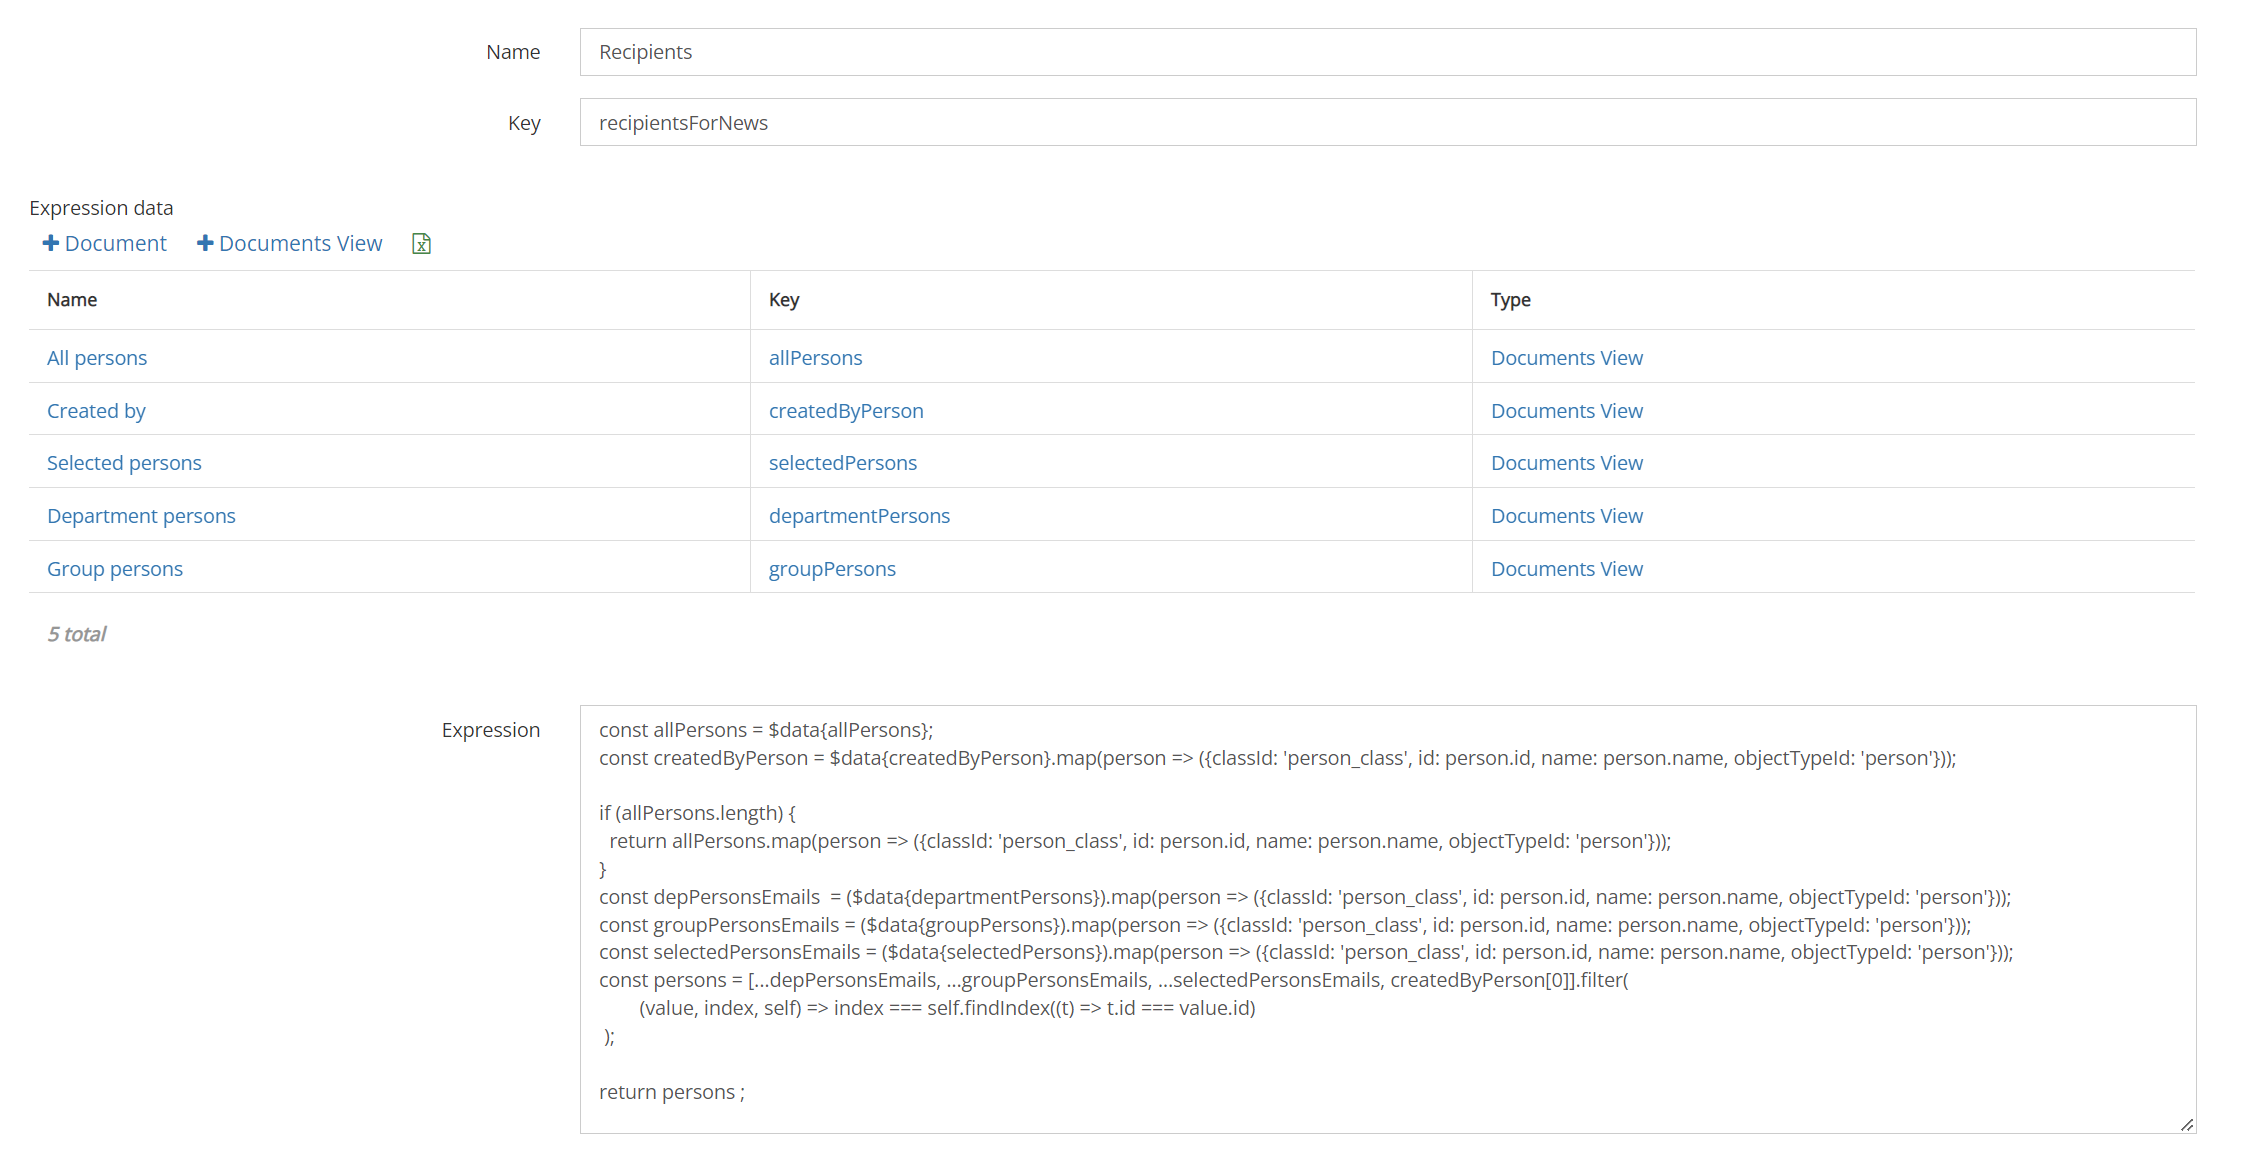 Name Recipients
Key recipientsForNews
Expression data
Document Documents View
Name Key Type
All persons allPersons Documents View
Created by createdByPerson Documents View
Selected persons selectedPersons Documents View
Department persons departmentPersons Documents View
Group persons groupPersons Documents View
5 total
Expression
const allPersons = $data{allPersons};
const createdByPerson = $data{createdByPerson}.map(person => ({classId: 'person_class', id: person.id, name: person.name, objectTypeId: 'person'}));
if (allPersons.length) {
return allPersons.map(person => ({classId: 'person_class', id: person.id, name: person.name, objectTypeId: 'person'}));
}
const depPersonsEmails  = ($data{departmentPersons}).map(person => ({classId: 'person_class', id: person.id, name: person.name, objectTypeId: 'person'}));
const groupPersonsEmails = ($data{groupPersons}).map(person => ({classId: 'person_class', id: person.id, name: person.name, objectTypeId: 'person'}));
const selectedPersonsEmails = ($data{selectedPersons}).map(person => ({classId: 'person_class', id: person.id, name: person.name, objectTypeId: 'person'}));
const persons = [...depPersonsEmails, ...groupPersonsEmails, ...selectedPersonsEmails, createdByPerson[0]].filter(
(value, index, self) => index === self.findIndex((t) => t.id === value.id)
);
return persons ;